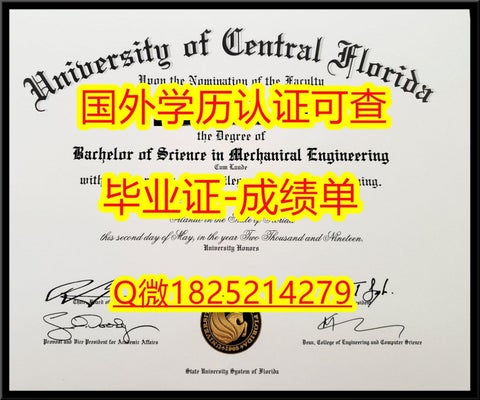 University of Central Florida
Upon the Nomination of the Faculty
国外学历认证可查
the Degree of
Bachelor of Science in Mechanical Engineering
Cum Laude
毕业证-成绩单
this second day of May, in the year Two Thousand and Nineteen.
University Honors
Q微1825214279
Provost and Vice President for Academic Affairs
Dean, College of Engineering and Computer Science
State University System of Florida